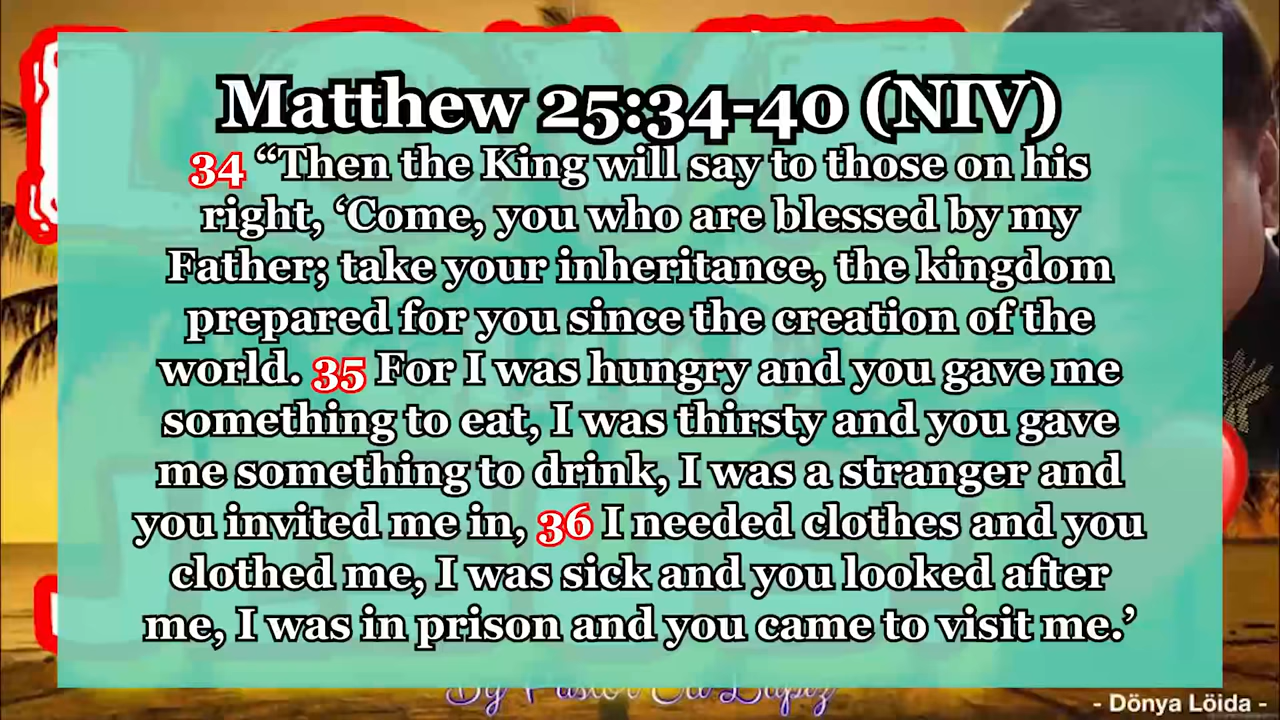 Matthew 25:34-40 (NIV)
34 “Then the King will say to those on his
right, ‘Come, you who are blessed by my
Father; take your inheritance, the kingdom
prepared for you since the creation of the
world. 35 For I was hungry and you gave me
something to eat, I was thirsty and you gave
me something to drink, I was a stranger and
you invited me in, 36 I needed clothes and you
clothed me, I was sick and you looked after
me, I was in prison and you came to visit me.’
By Pastor
- Dönya Löida -